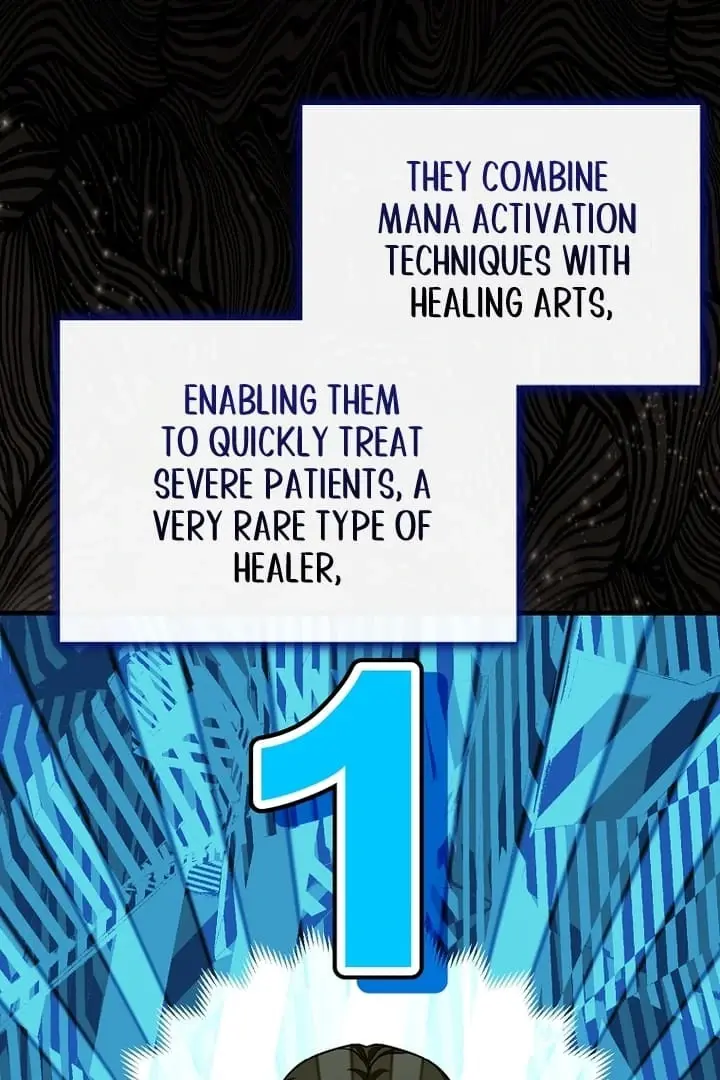 THEY COMBINE
MANA ACTIVATION
TECHNIQUES WITH
HEALING ARTS,
ENABLING THEM
TO QUICKLY TREAT
SEVERE PATIENTS, A
VERY RARE TYPE OF
HEALER,
1